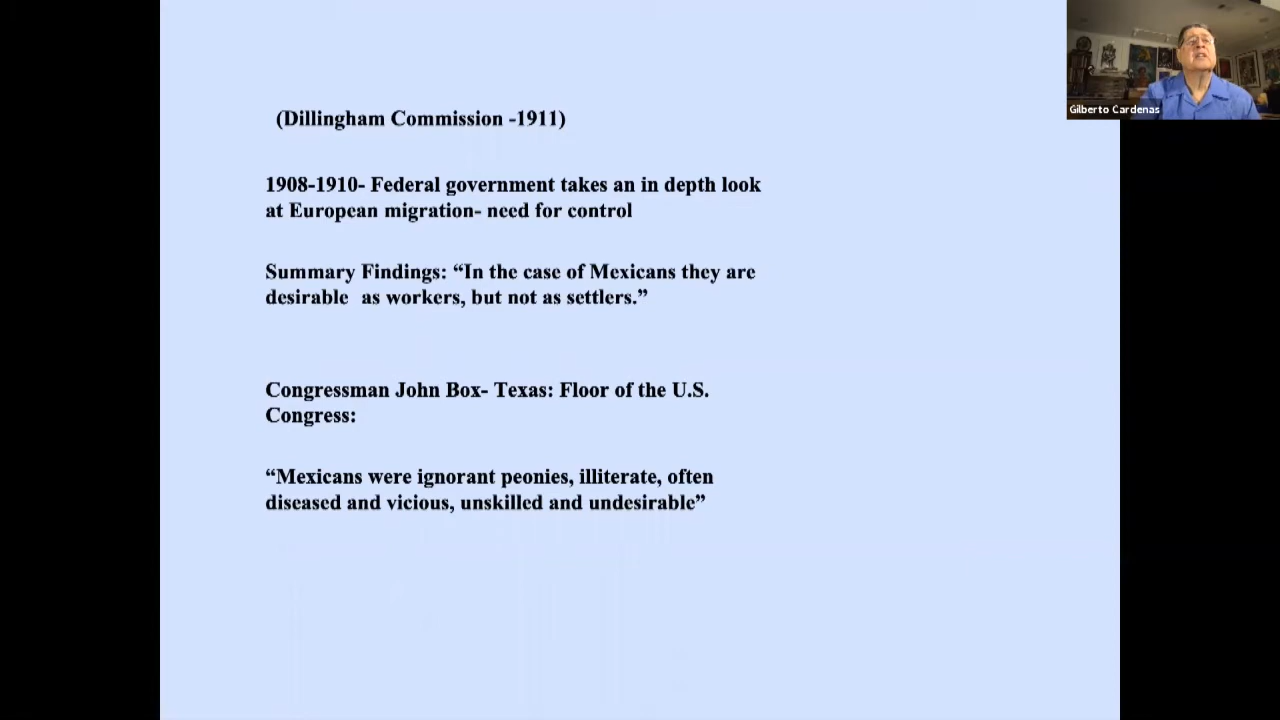 (Dillingham Commission -1911)
1908-1910- Federal government takes an in depth look
at European migration- need for control
Summary Findings: “In the case of Mexicans they are
desirable as workers, but not as settlers.”
Congressman John Box- Texas: Floor of the U.S.
Congress:
“Mexicans were ignorant peonies, illiterate, often
diseased and vicious, unskilled and undesirable”
Gilberto Cardenas